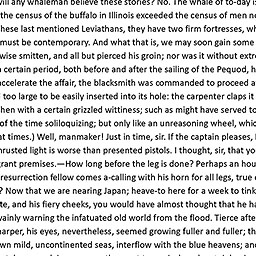 will any whaleman believe these stories? No. The whale of to-day is
the census of the buffalo in Illinois exceeded the census of men no
these last mentioned Leviathans, they have two firm fortresses, wh
must be contemporary. And what that is, we may soon gain some
wise smitten, and all but pierced his groin; nor was it without extre
a certain period, both before and after the sailing of the Pequod, h
accelerate the affair, the blacksmith was commanded to proceed a
too large to be easily inserted into its hole: the carpenter claps it
then with a certain grizzled wittiness; such as might have served to
of the time soliloquizing; but only like an unreasoning wheel, whic
at times.) Well, manmaker! Just in time, sir. If the captain pleases, I
thrusted light is worse than presented pistols. I thought, sir, that yo
grant premises.—How long before the leg is done? Perhaps an hou
resurrection fellow comes a-calling with his horn for all legs, true o
? Now that we are nearing Japan; heave-to here for a week to tink
te, and his fiery cheeks, you would have almost thought that he ha
vainly warning the infatuated old world from the flood. Tierce afte
harper, his eyes, nevertheless, seemed growing fuller and fuller; th
own mild, uncontinented seas, interflow with the blue heavens; an